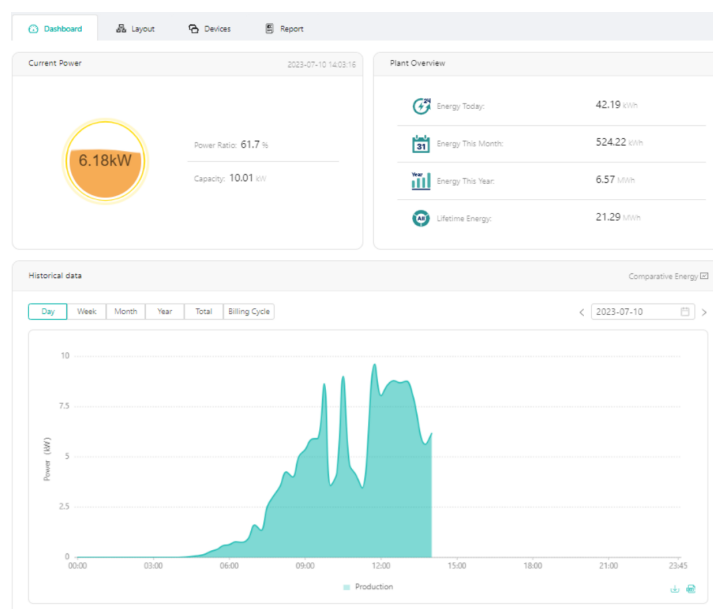 Dashboard Layout Devices Report
Current Power 2023-07-10 14:03:16
6.18kW
Power Ratio: 61.7 %
Capacity: 10.01 kW
Plant Overview
24
Energy Today: 42.19 kWh
31
Energy This Month: 524.22 kWh
Year
Energy This Year: 6.57 MWh
All
Lifetime Energy: 21.29 MWh
Historical data Comparative Energy
Day Week Month Year Total Billing Cycle
< 2023-07-10 >
Power (kW)
10
7.5
5
2.5
0
00:00 03:00 06:00 09:00 12:00 15:00 18:00 21:00 23:45
Production